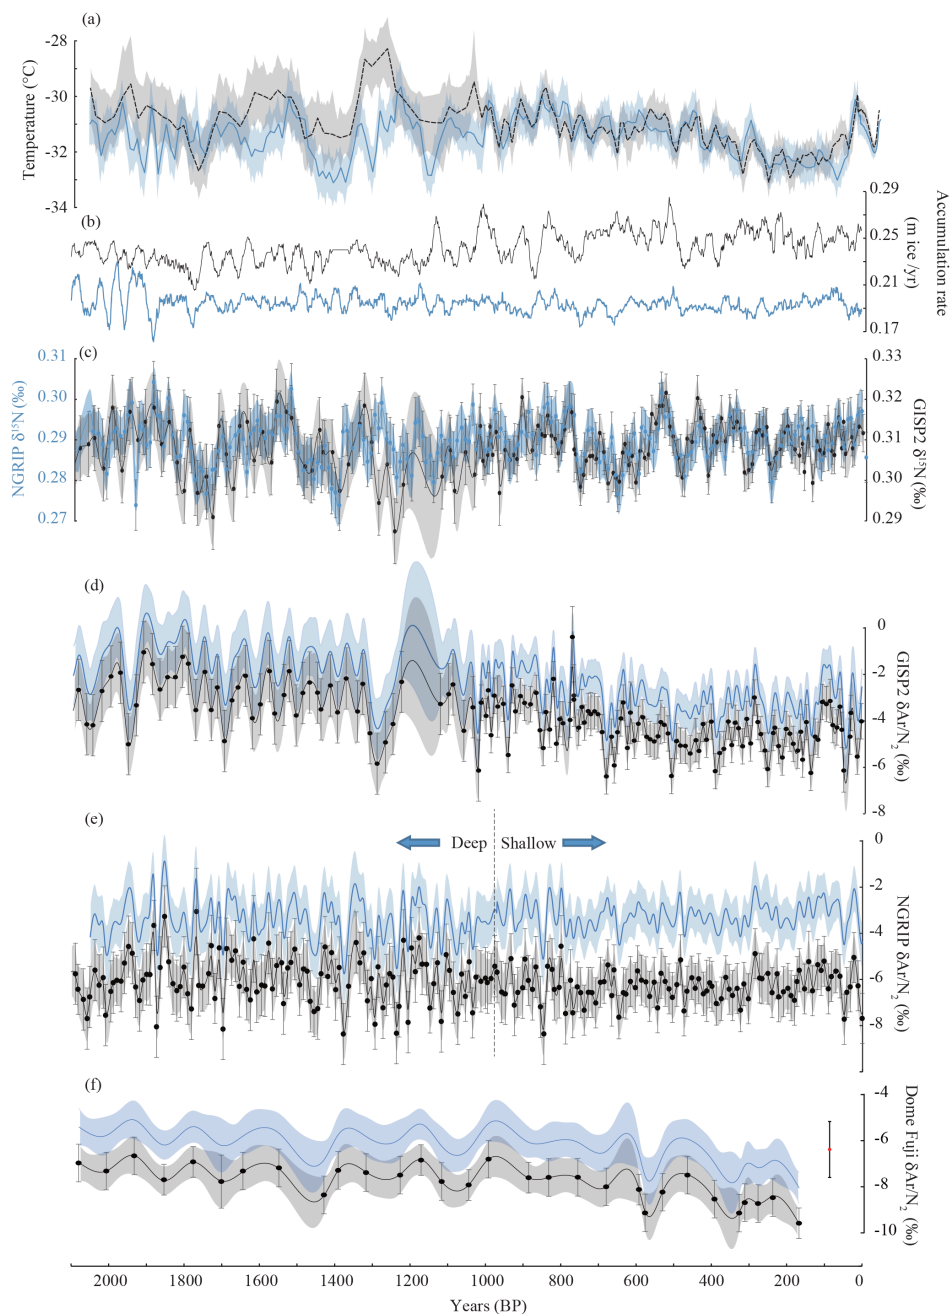 (a)
-28
-30
-32
-34
Temperature (°C)
0.29
0.25
0.21
0.17
Accumulation rate
(m ice /yr)
(b)
(c)
0.31
0.30
0.29
0.28
0.27
NGRIP δ¹⁵N (‰)
0.33
0.32
0.31
0.30
0.29
GISP2 δ¹⁵N (‰)
(d)
0
-2
-4
-6
-8
GISP2 δAr/N₂
(‰)
(e)
Deep
Shallow
0
-2
-4
-6
-8
NGRIP δAr/N₂
(‰)
(f)
-4
-6
-8
-10
Dome Fuji δAr/N₂ (‰)
2000 1800 1600 1400 1200 1000 800 600 400 200 0
Years (BP)